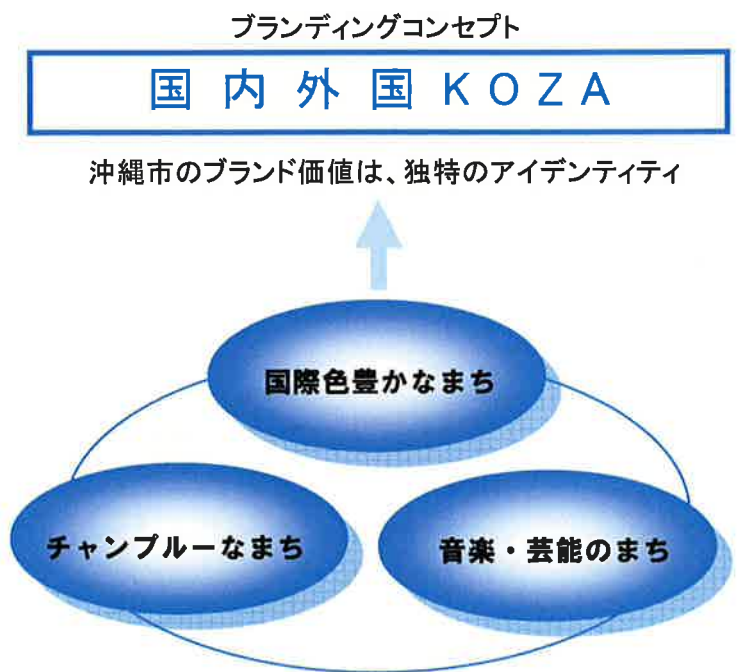 ブランディングコンセプト
国内外国KOZA
沖縄市のブランド価値は、独特のアイデンティティ
国際色豊かなまち
チャンプルーなまち
音楽・芸能のまち